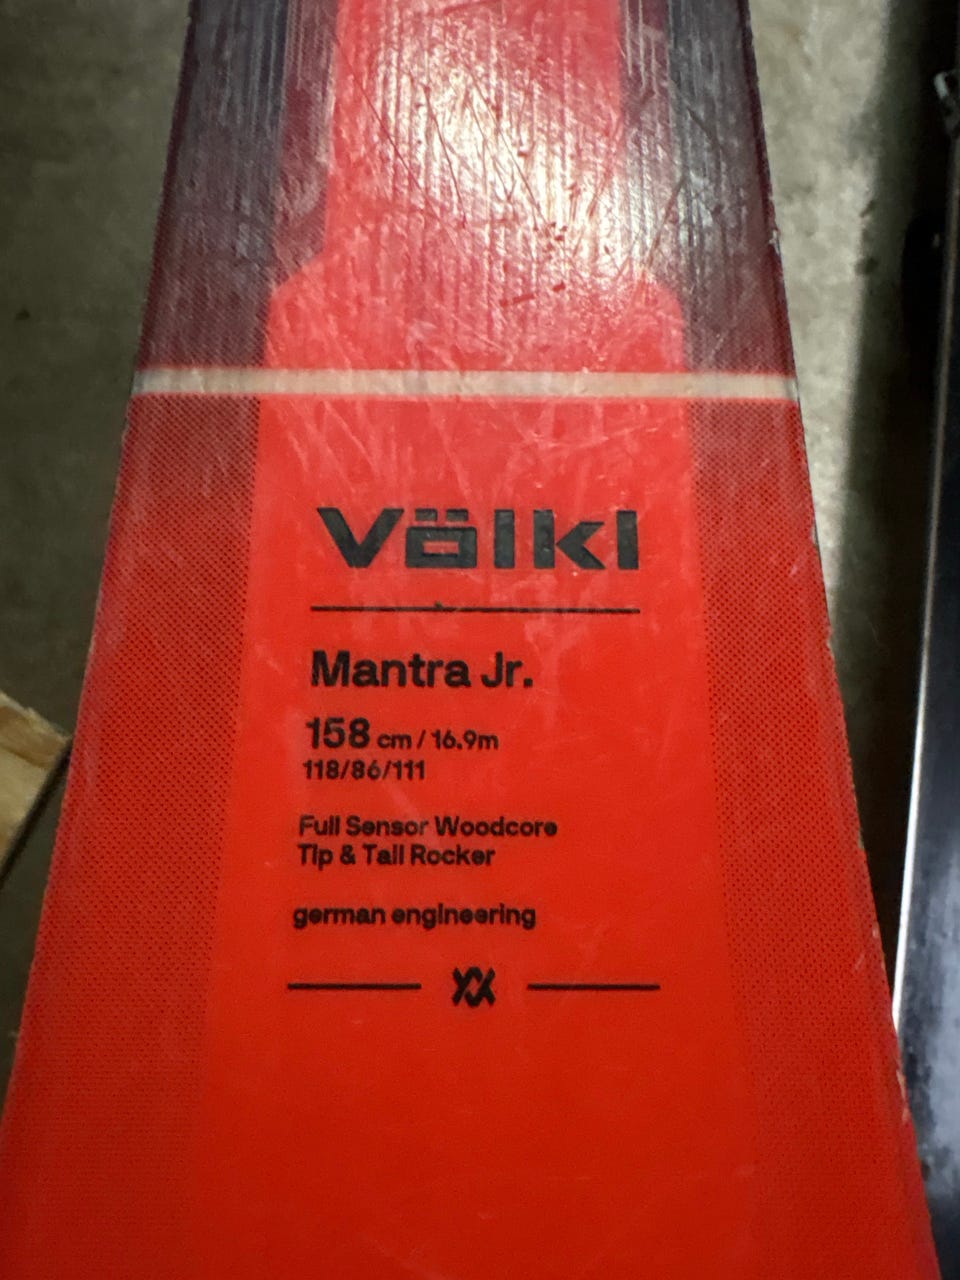 Völkl
Mantra Jr.
158 cm / 16.9m
118/86/111
Full Sensor Woodcore
Tip & Tail Rocker
german engineering